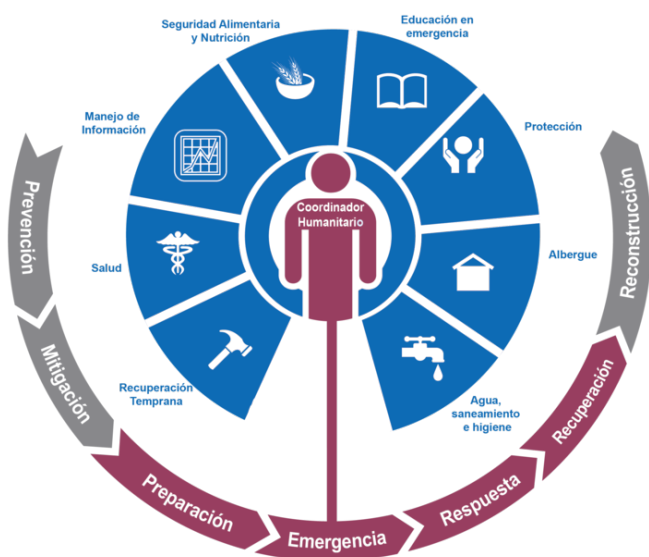 Seguridad Alimentaria
y Nutrición
Educación en
emergencia
Manejo de
Información
Protección
Coordinador
Humanitario
Salud
Albergue
Recuperación
Temprana
Agua,
saneamiento
e higiene
Prevención
Mitigación
Preparación
Emergencia
Respuesta
Recuperación
Reconstrucción